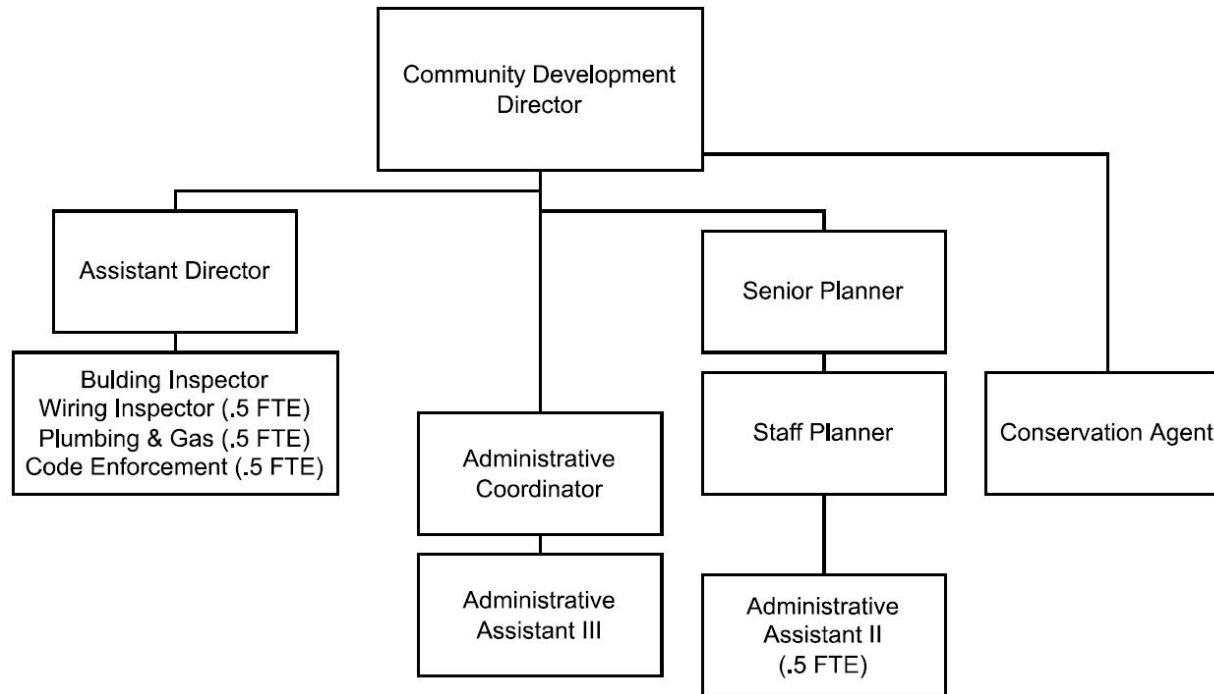 Community Development
Director
Assistant Director
Bulding Inspector
Wiring Inspector (.5 FTE)
Plumbing & Gas (.5 FTE)
Code Enforcement (.5 FTE)
Administrative
Coordinator
Administrative
Assistant III
Senior Planner
Staff Planner
Administrative
Assistant II
(.5 FTE)
Conservation Agent